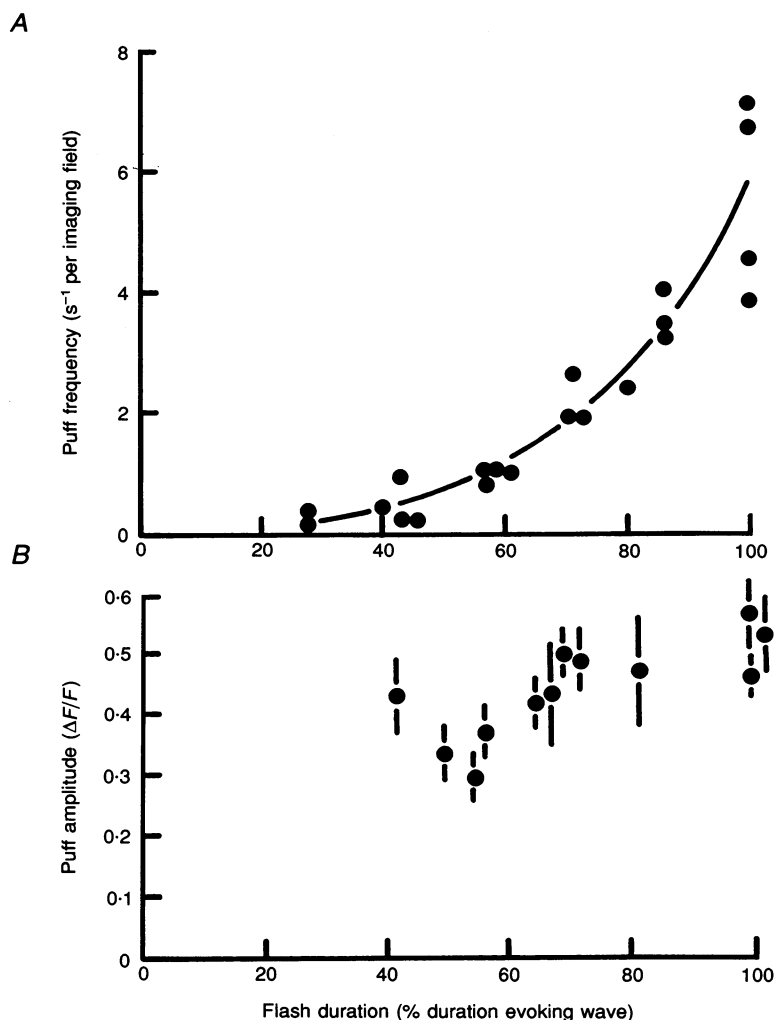 A
8
6
4
2
0
Puff frequency (s⁻¹ per imaging field)
0 20 40 60 80 100
B
0·6
0·5
0·4
0·3
0·2
0·1
0
Puff amplitude (ΔF/F)
0 20 40 60 80 100
Flash duration (% duration evoking wave)